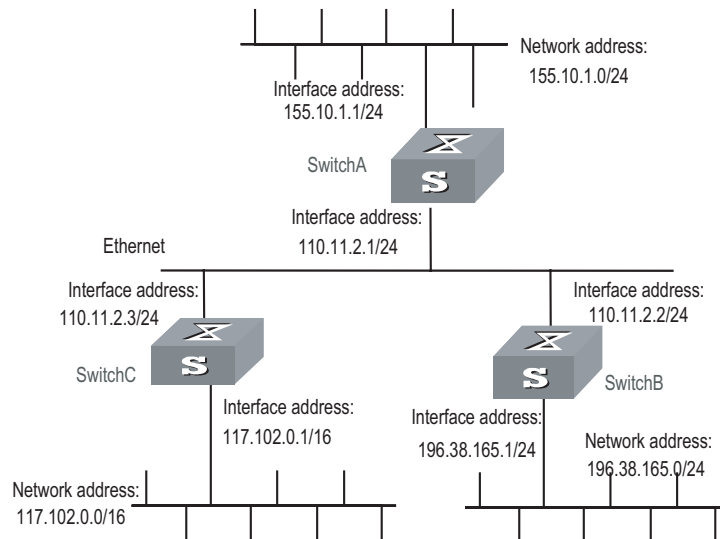 Network address:
155.10.1.0/24
Interface address:
155.10.1.1/24
SwitchA
S
Interface address:
110.11.2.1/24
Ethernet
Interface address:
110.11.2.3/24
Interface address:
110.11.2.2/24
SwitchC
S
S
SwitchB
Interface address:
117.102.0.1/16
Interface address:
196.38.165.1/24
Network address:
196.38.165.0/24
Network address:
117.102.0.0/16